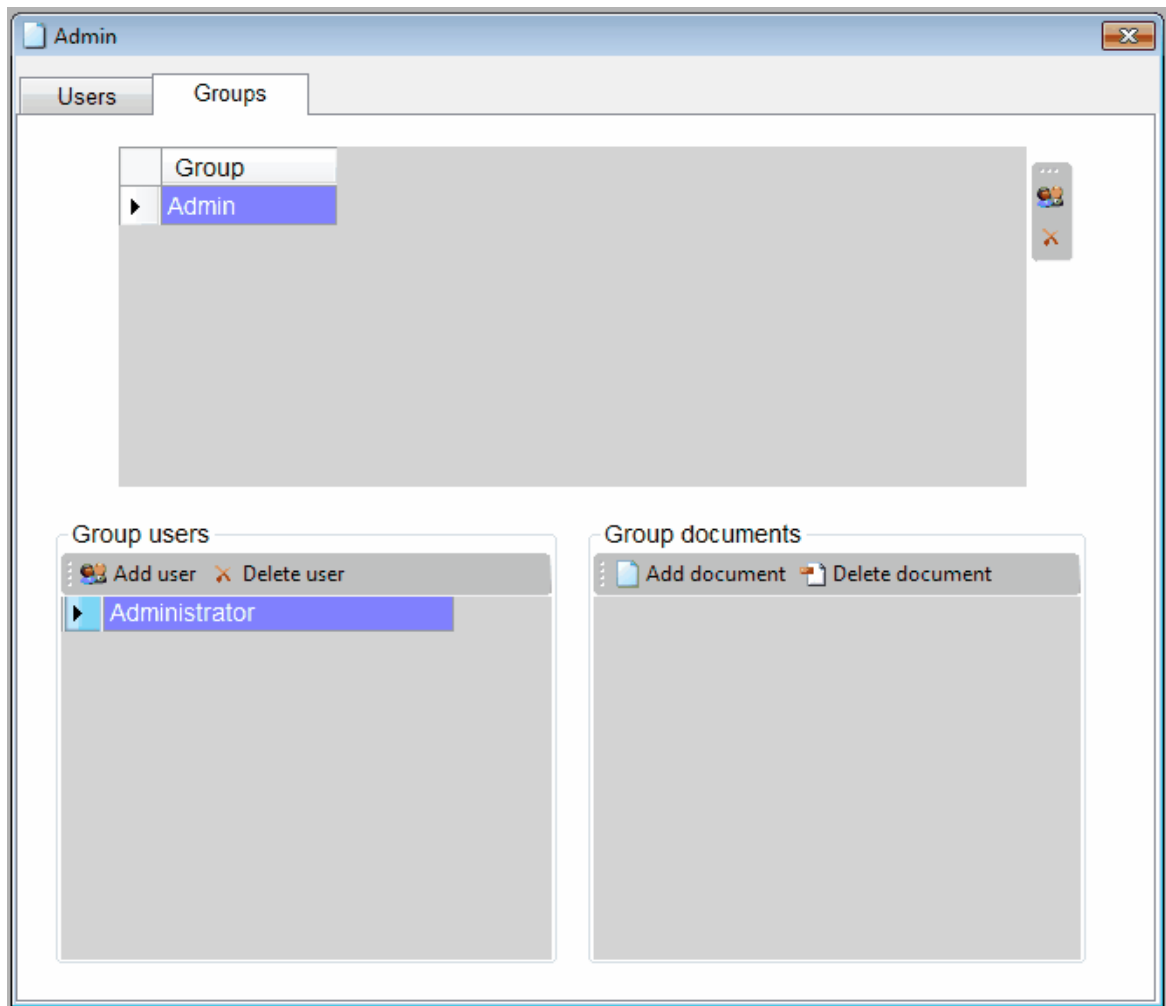 Admin
Users Groups
Group
Admin
Group users
Add user Delete user
Administrator
Group documents
Add document Delete document